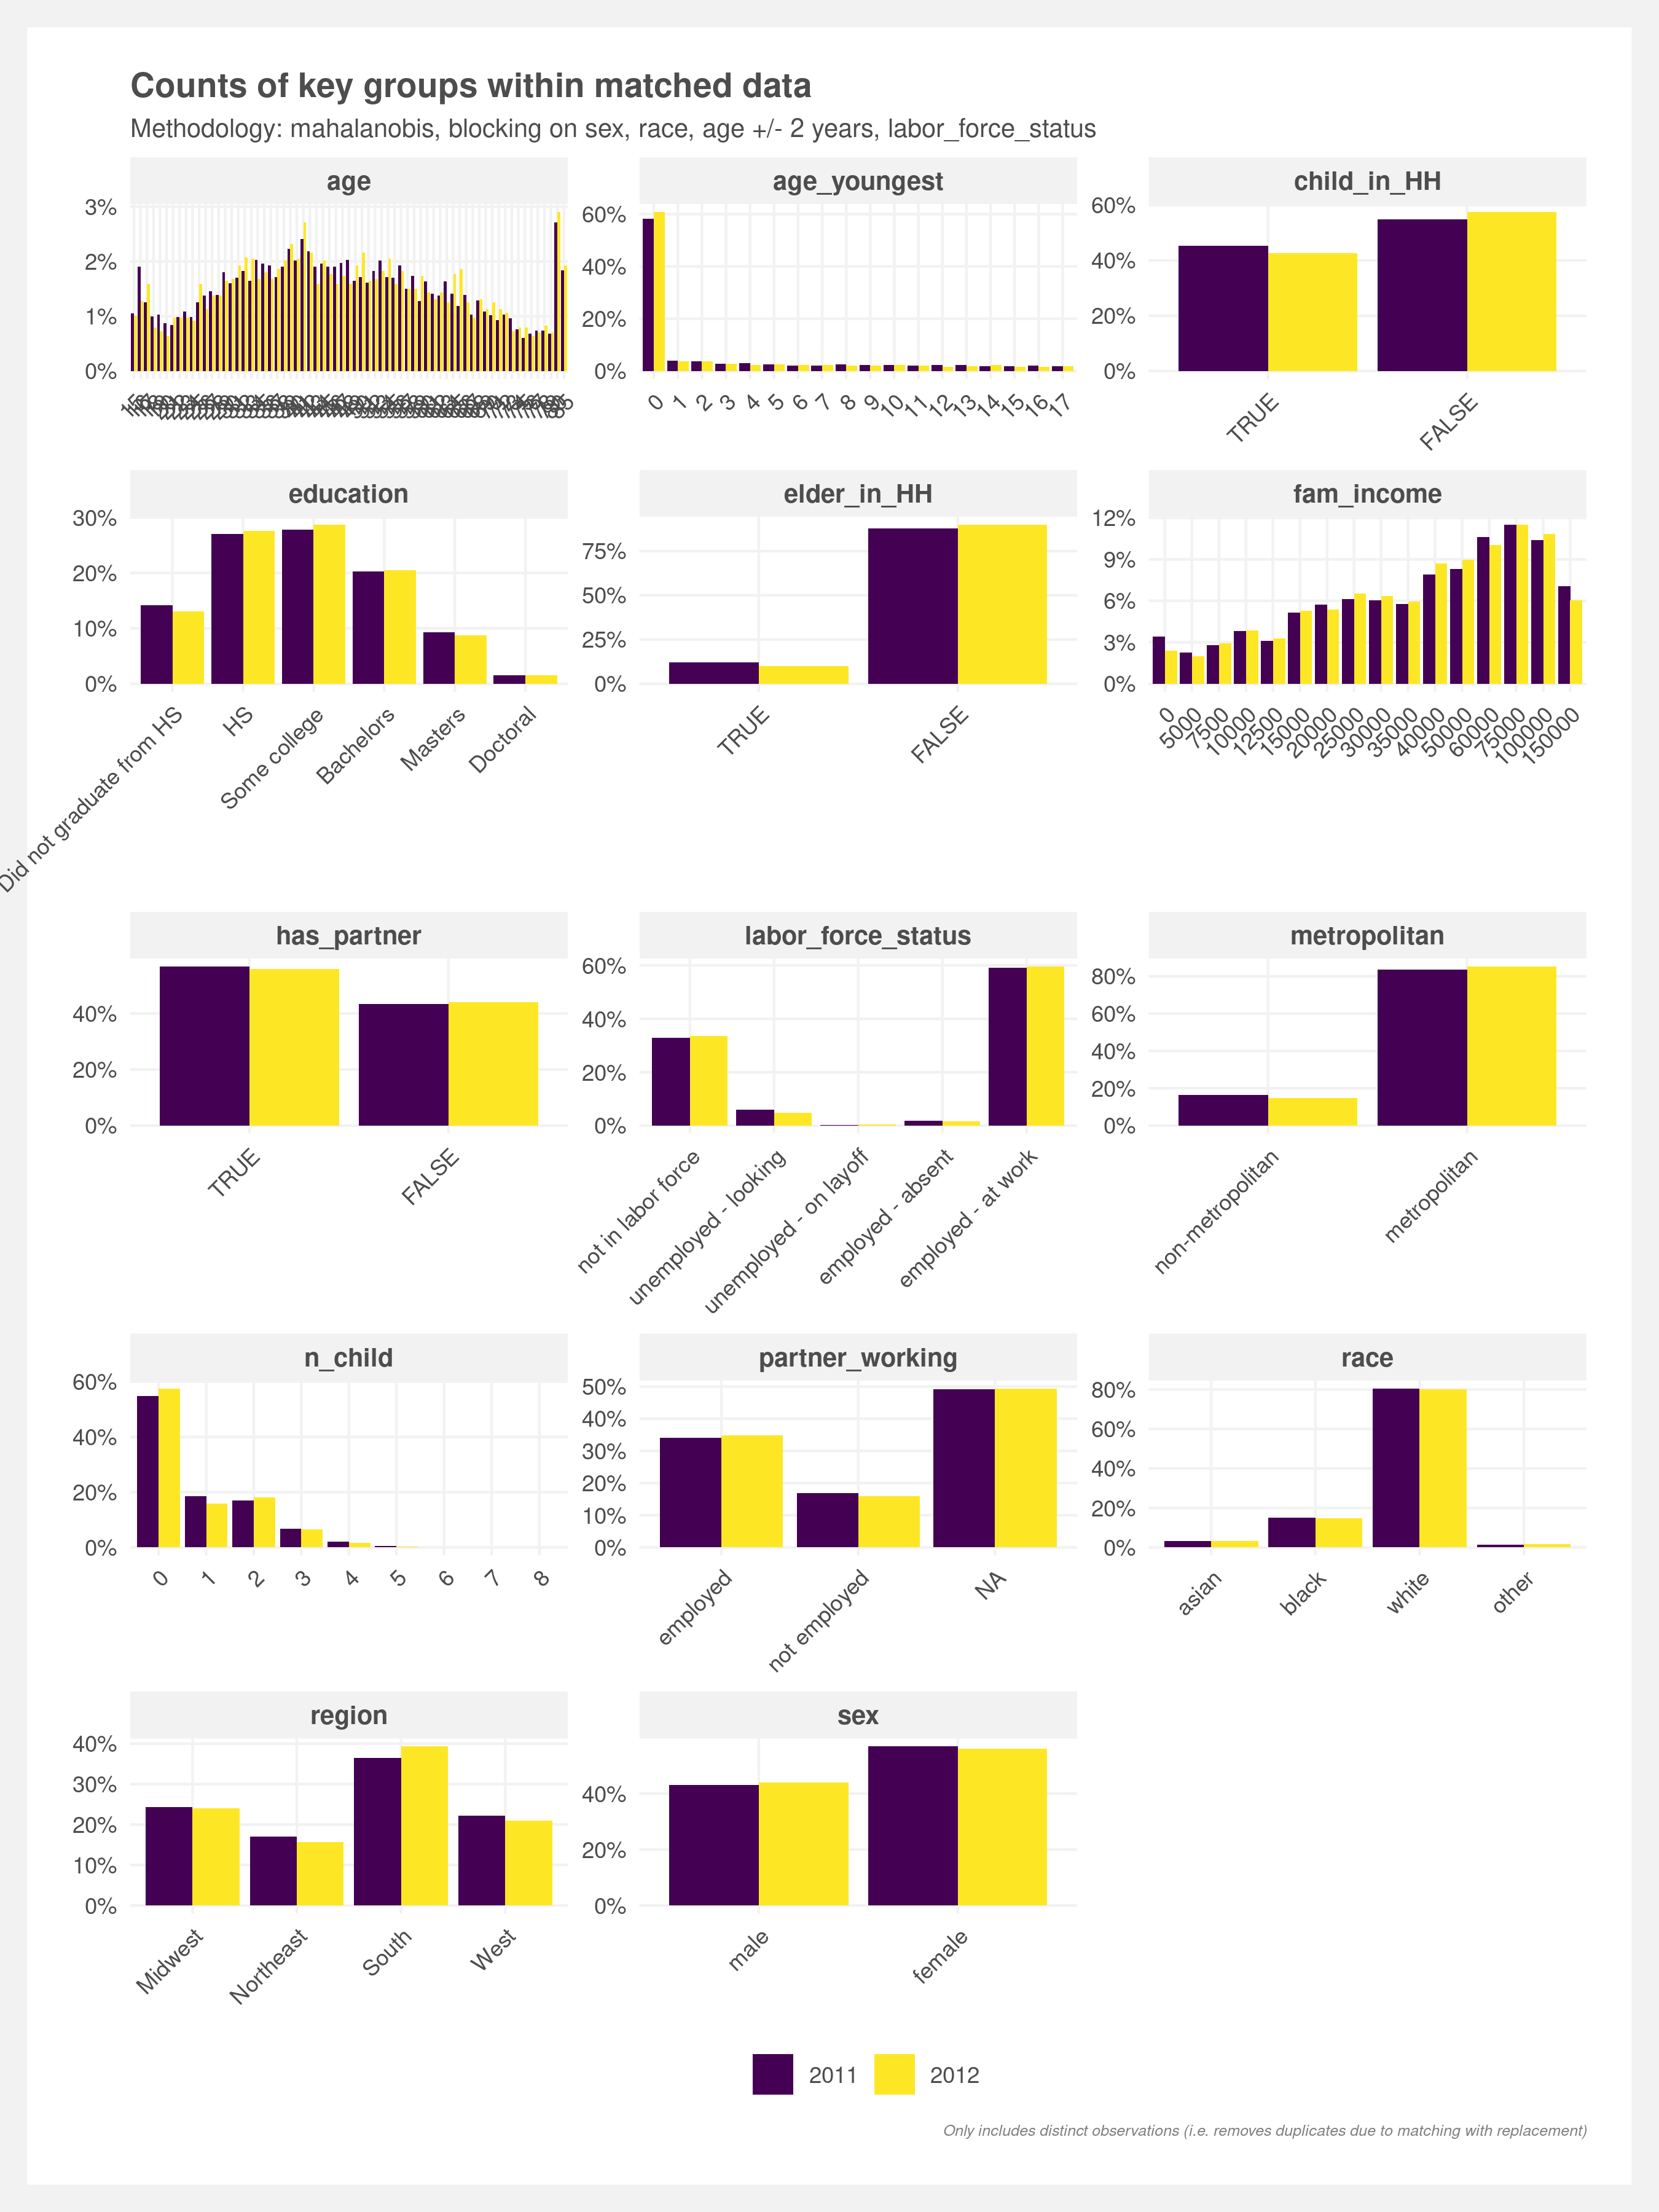 Counts of key groups within matched data
Methodology: mahalanobis, blocking on sex, race, age +/- 2 years, labor_force_status
age
3%
2%
1%
0%
age_youngest
60%
40%
20%
0%
0 1 2 3 4 5 6 7 8 9 10 11 12 13 14 15 16 17
child_in_HH
60%
40%
20%
0%
TRUE FALSE
education
30%
20%
10%
0%
Did not graduate from HS HS Some college Bachelors Masters Doctoral
elder_in_HH
75%
50%
25%
0%
TRUE FALSE
fam_income
12%
9%
6%
3%
0%
0 5000 7500 10000 12500 15000 20000 25000 30000 35000 40000 50000 60000 75000 100000 150000
has_partner
40%
20%
0%
TRUE FALSE
labor_force_status
60%
40%
20%
0%
not in labor force unemployed - looking unemployed - on layoff employed - absent employed - at work
metropolitan
80%
60%
40%
20%
0%
non-metropolitan metropolitan
n_child
60%
40%
20%
0%
0 1 2 3 4 5 6 7 8
partner_working
50%
40%
30%
20%
10%
0%
employed not employed NA
race
80%
60%
40%
20%
0%
asian black white other
region
40%
30%
20%
10%
0%
Midwest Northeast South West
sex
40%
20%
0%
male female
2011 2012
Only includes distinct observations (i.e. removes duplicates due to matching with replacement)